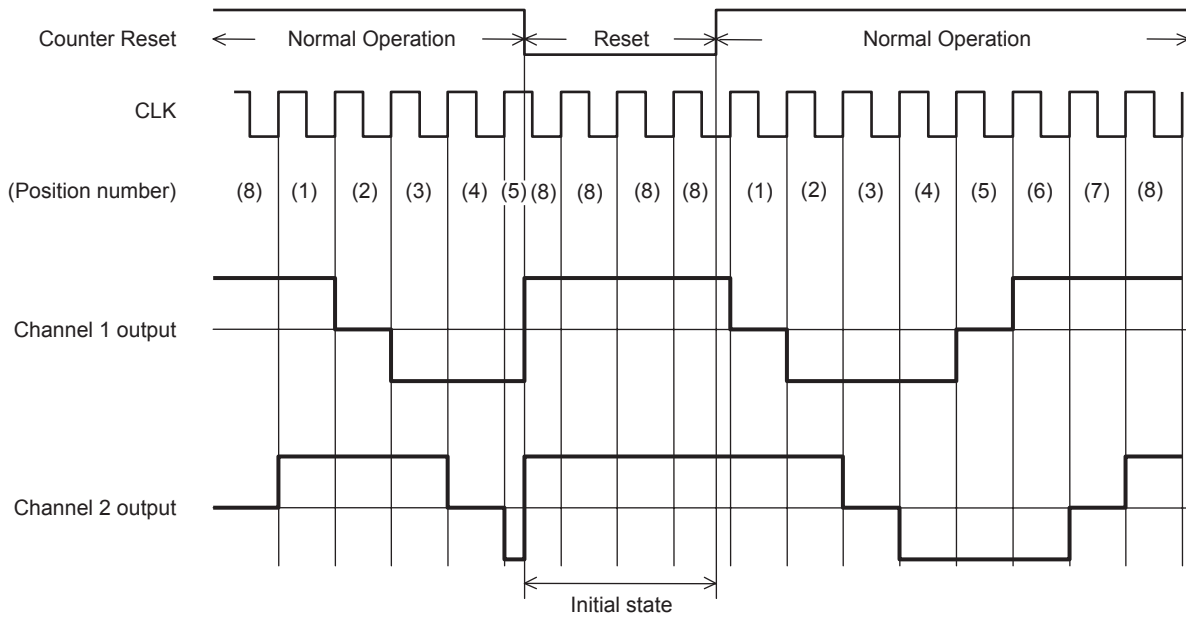 Counter Reset
Normal Operation
Reset
Normal Operation
CLK
(Position number)
(8) (1) (2) (3) (4) (5) (8) (8) (8) (8) (1) (2) (3) (4) (5) (6) (7) (8)
Channel 1 output
Channel 2 output
Initial state